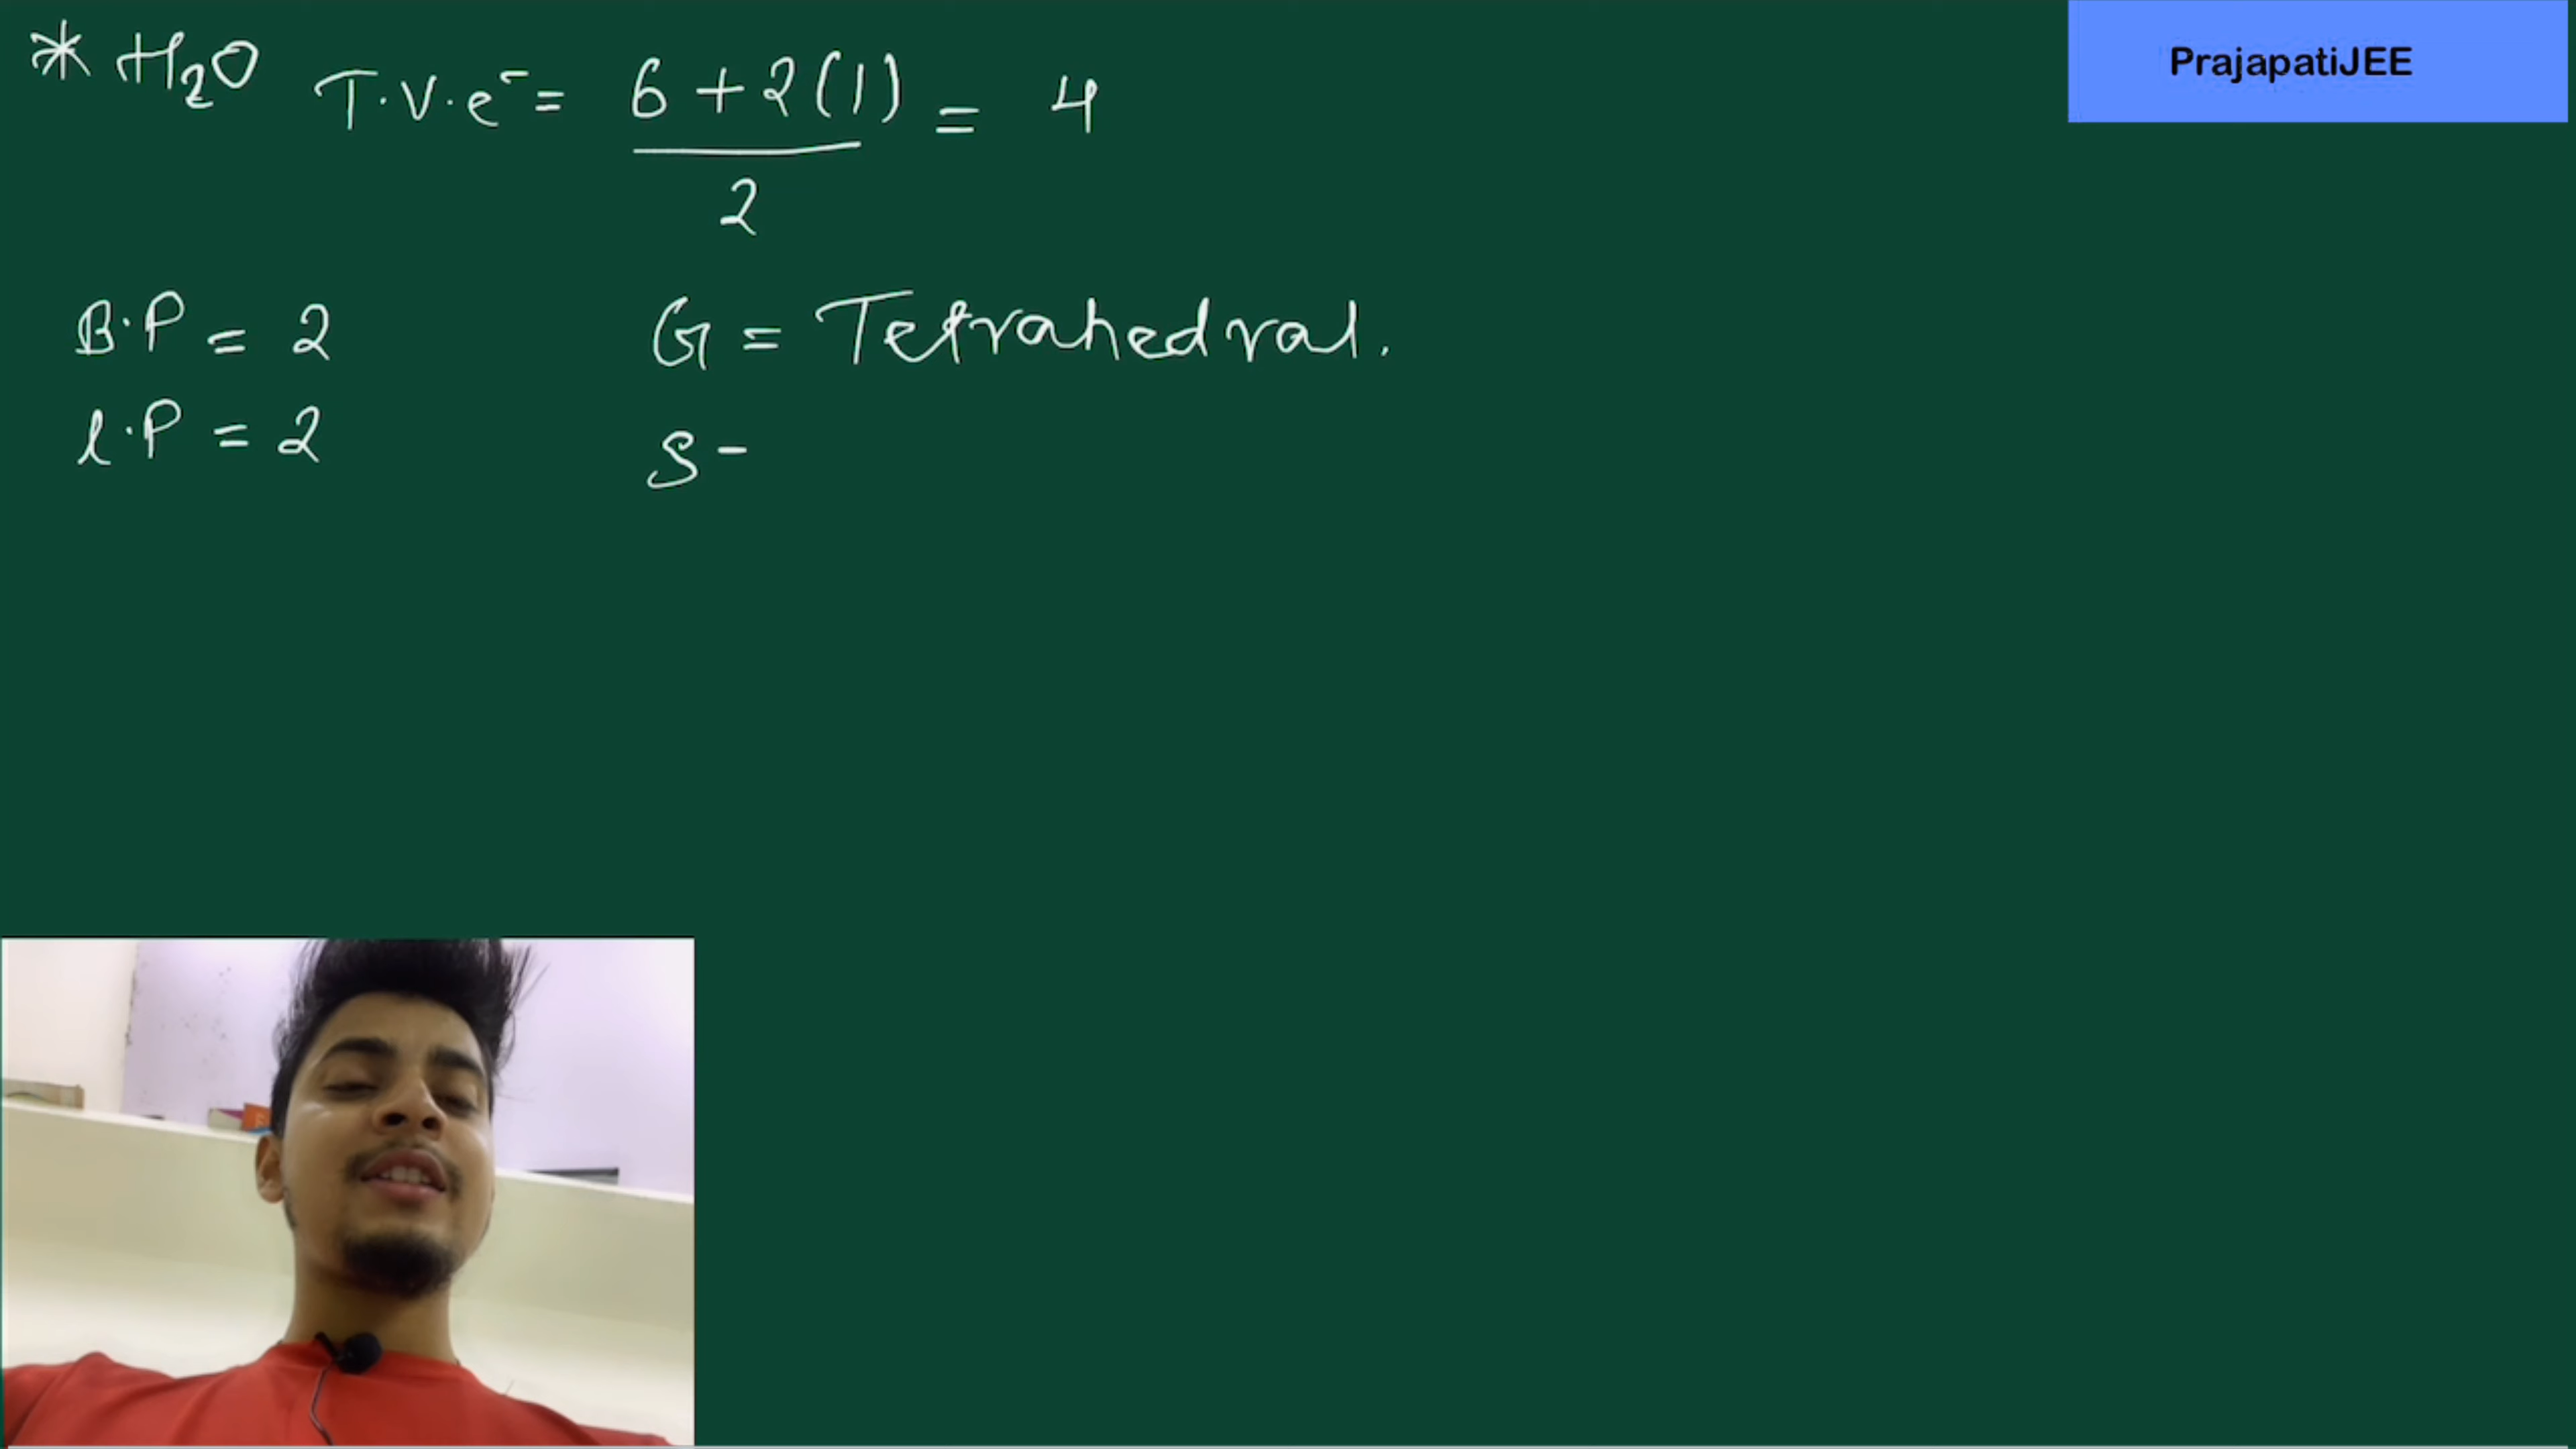 * H₂O T.V.e⁻ = 6 + 2(1) = 4
2
B.P = 2 G = Tetrahedral.
l.P = 2 S -
PrajapatiJEE